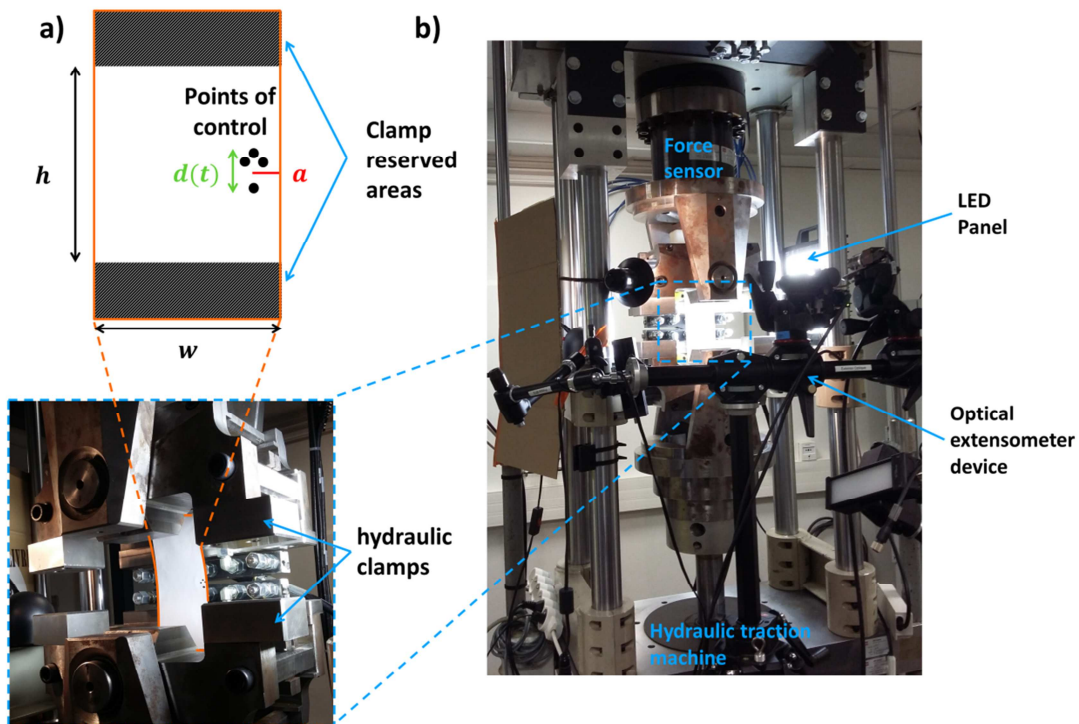 a)
Points of
control
h
d(t)
a
Clamp
reserved
areas
w
hydraulic
clamps
b)
Force
sensor
LED
Panel
Optical
extensometer
device
Hydraulic traction
machine